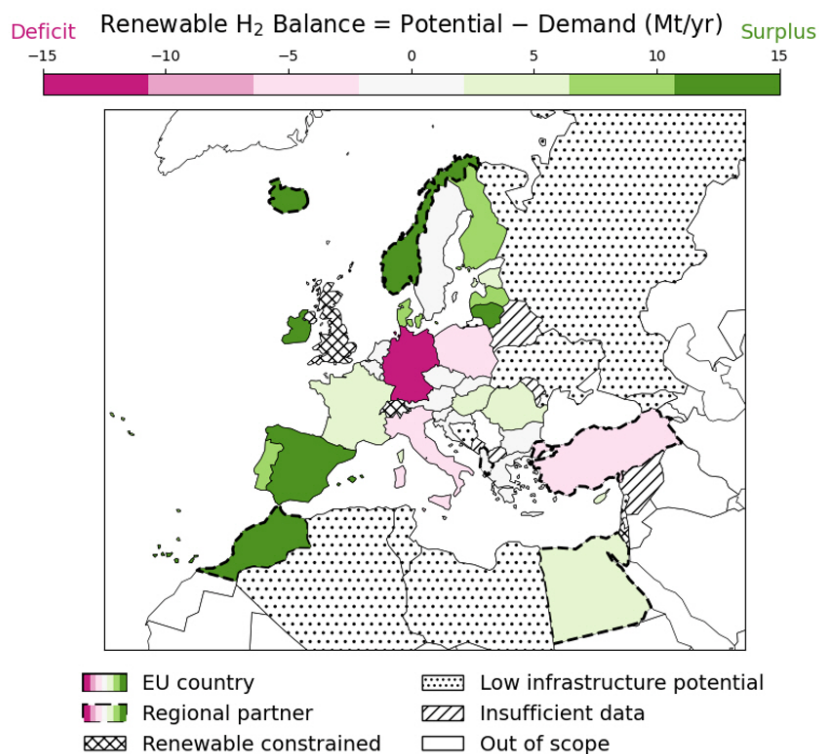 Renewable H₂ Balance = Potential − Demand (Mt/yr)
Deficit Surplus
−15 −10 −5 0 5 10 15
EU country
Regional partner
Renewable constrained
Low infrastructure potential
Insufficient data
Out of scope